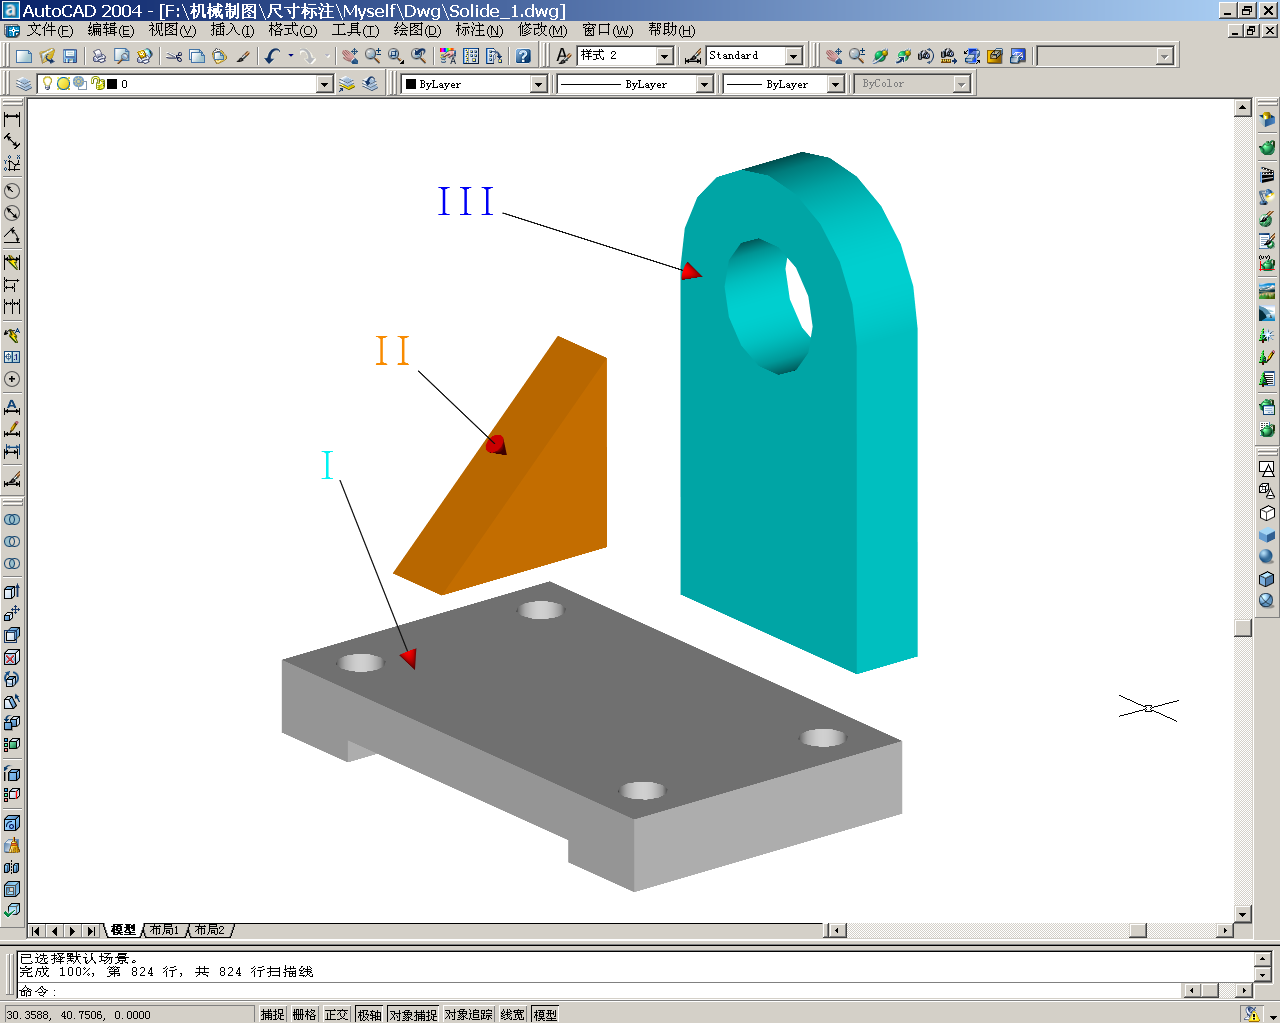 AutoCAD 2004 - [F:\机械制图\尺寸标注\Myself\Dwg\Solide_1.dwg]
文件(F) 编辑(E) 视图(V) 插入(I) 格式(O) 工具(T) 绘图(D) 标注(N) 修改(M) 窗口(W) 帮助(H)
样式 2 Standard
0 ByLayer ByLayer ByLayer ByColor
III
II
I
模型 布局1 布局2
已选择默认场景。
完成 100%, 第 824 行, 共 824 行扫描线
命令:
30.3588, 40.7506, 0.0000 捕捉 栅格 正交 极轴 对象捕捉 对象追踪 线宽 模型